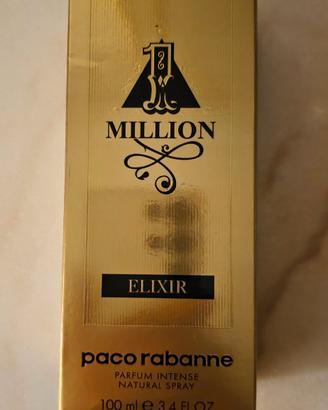 1
MILLION
ELIXIR
paco rabanne
PARFUM INTENSE
NATURAL SPRAY
100 ml ℮ 3.4 FL.OZ